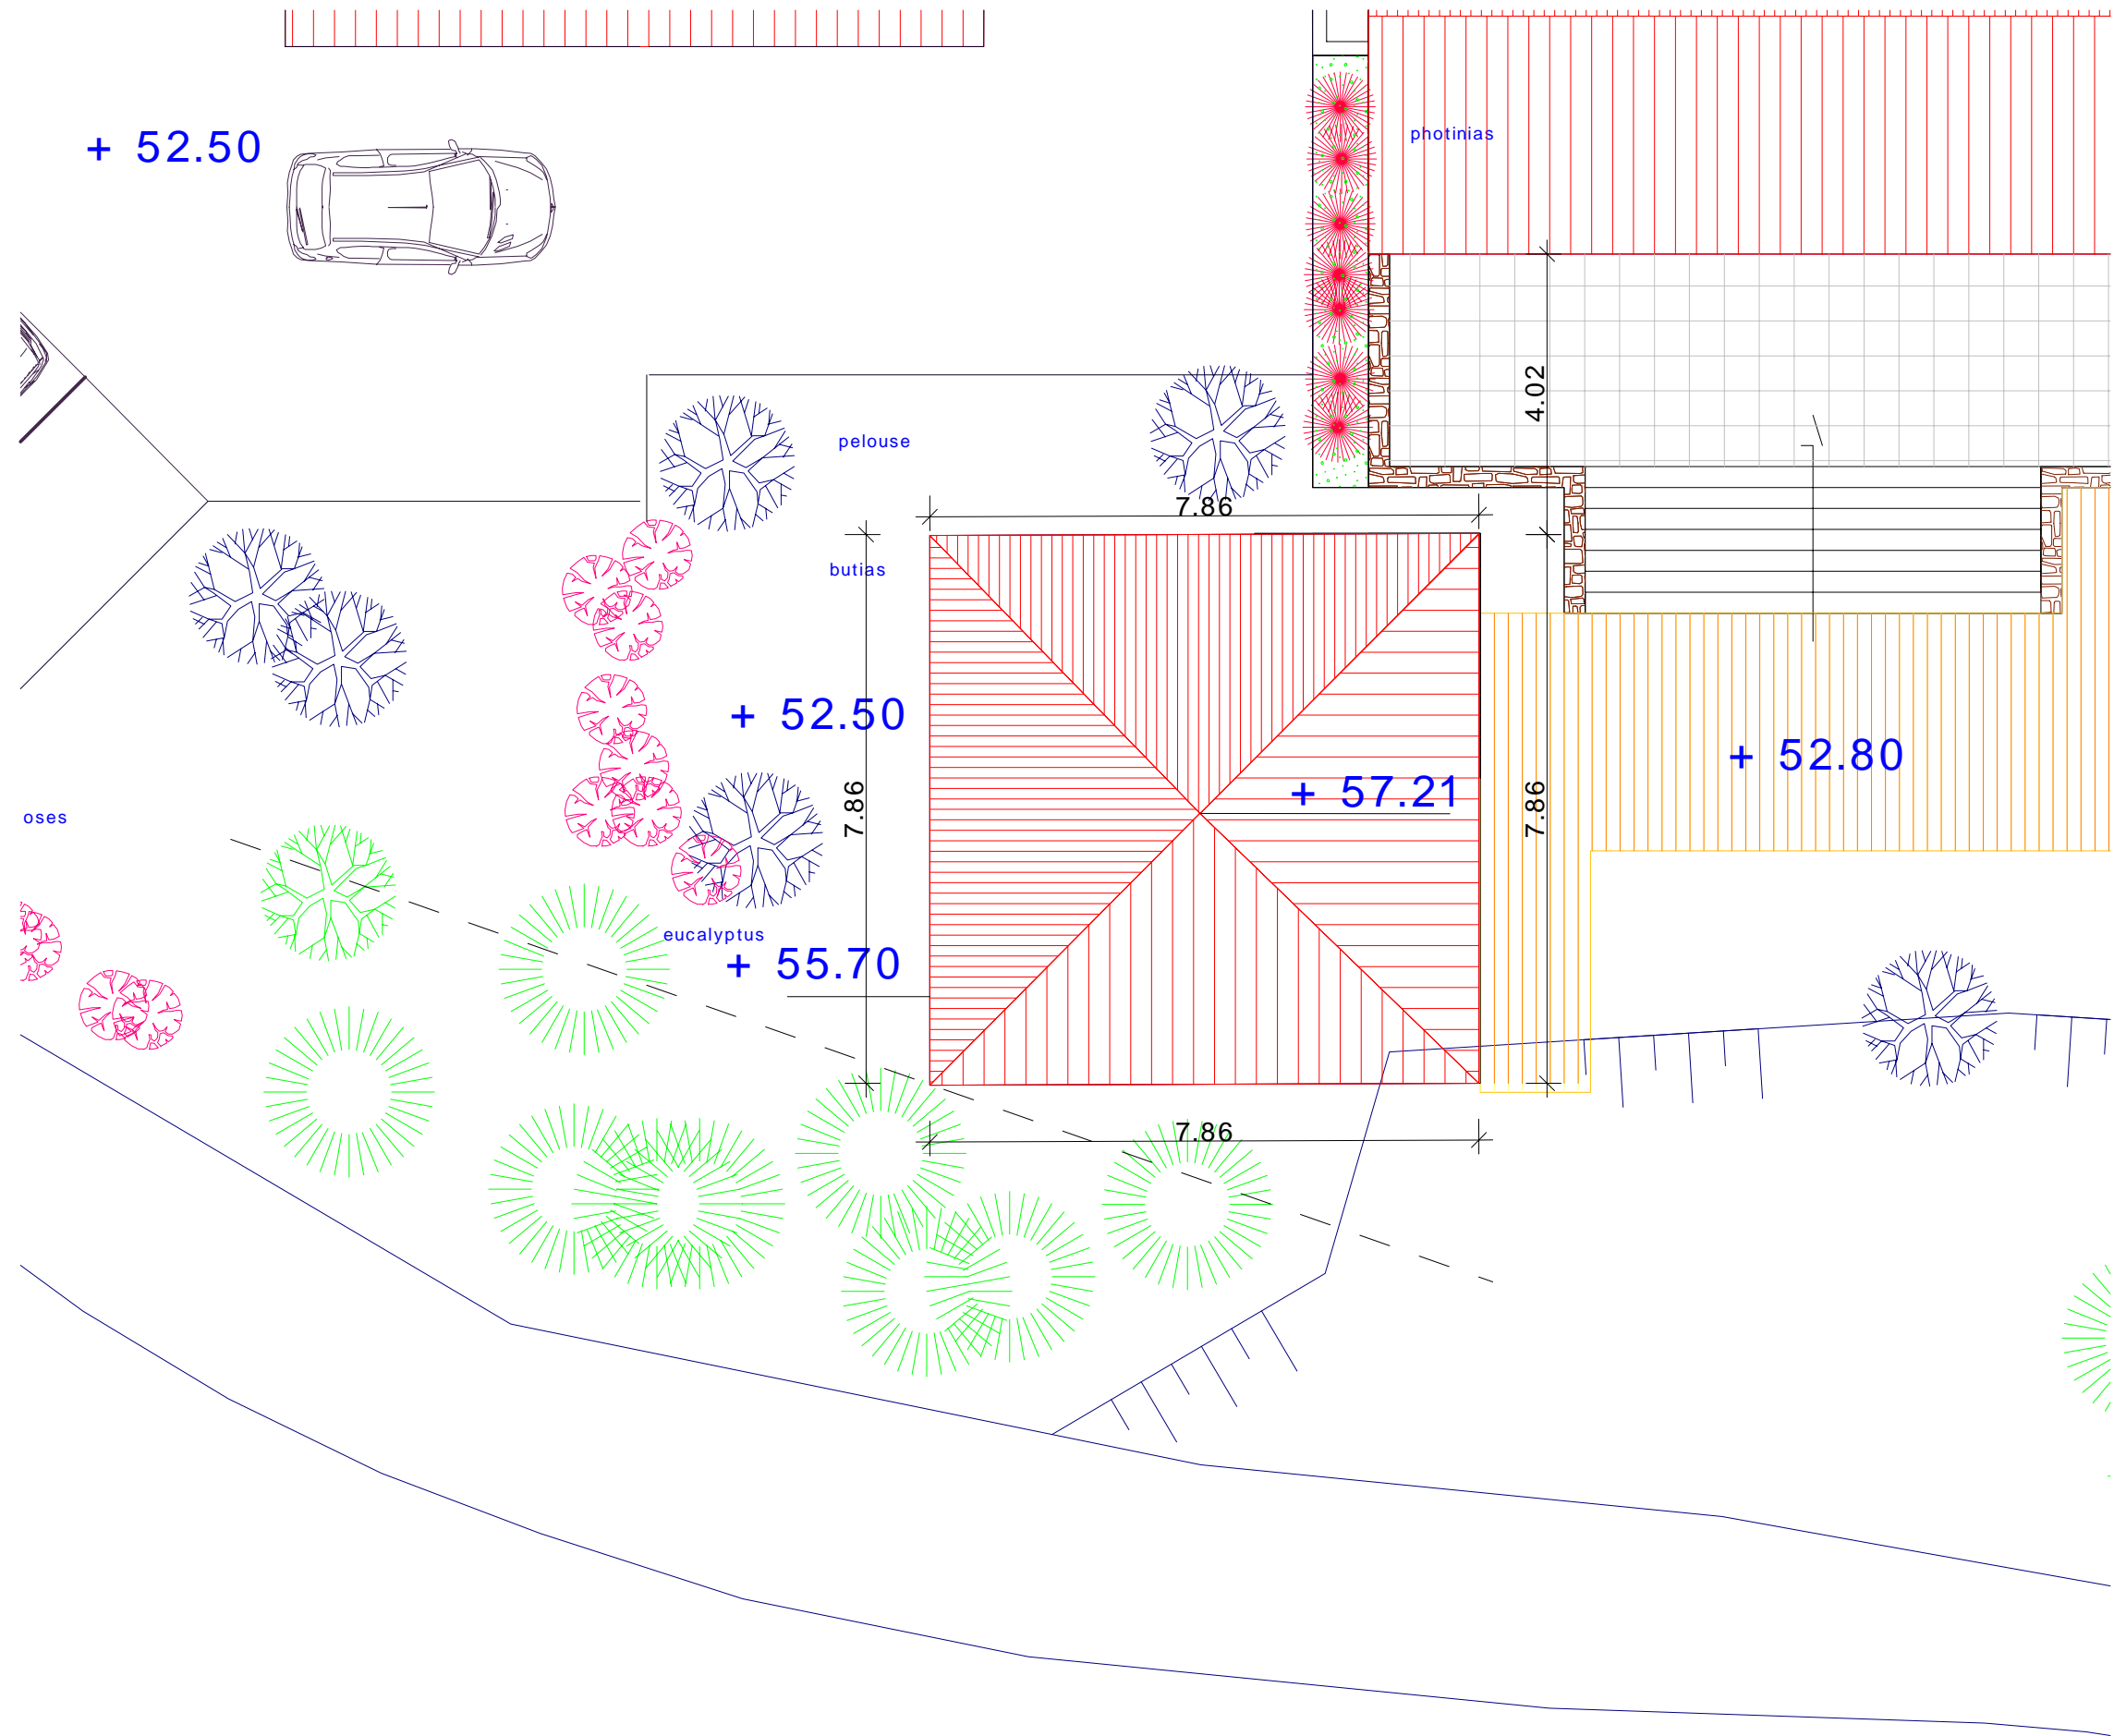 photinias
+ 52.50
4.02
pelouse
7.86
butias
+ 52.50
+ 52.80
+ 57.21
7.86
7.86
oses
eucalyptus
+ 55.70
7.86